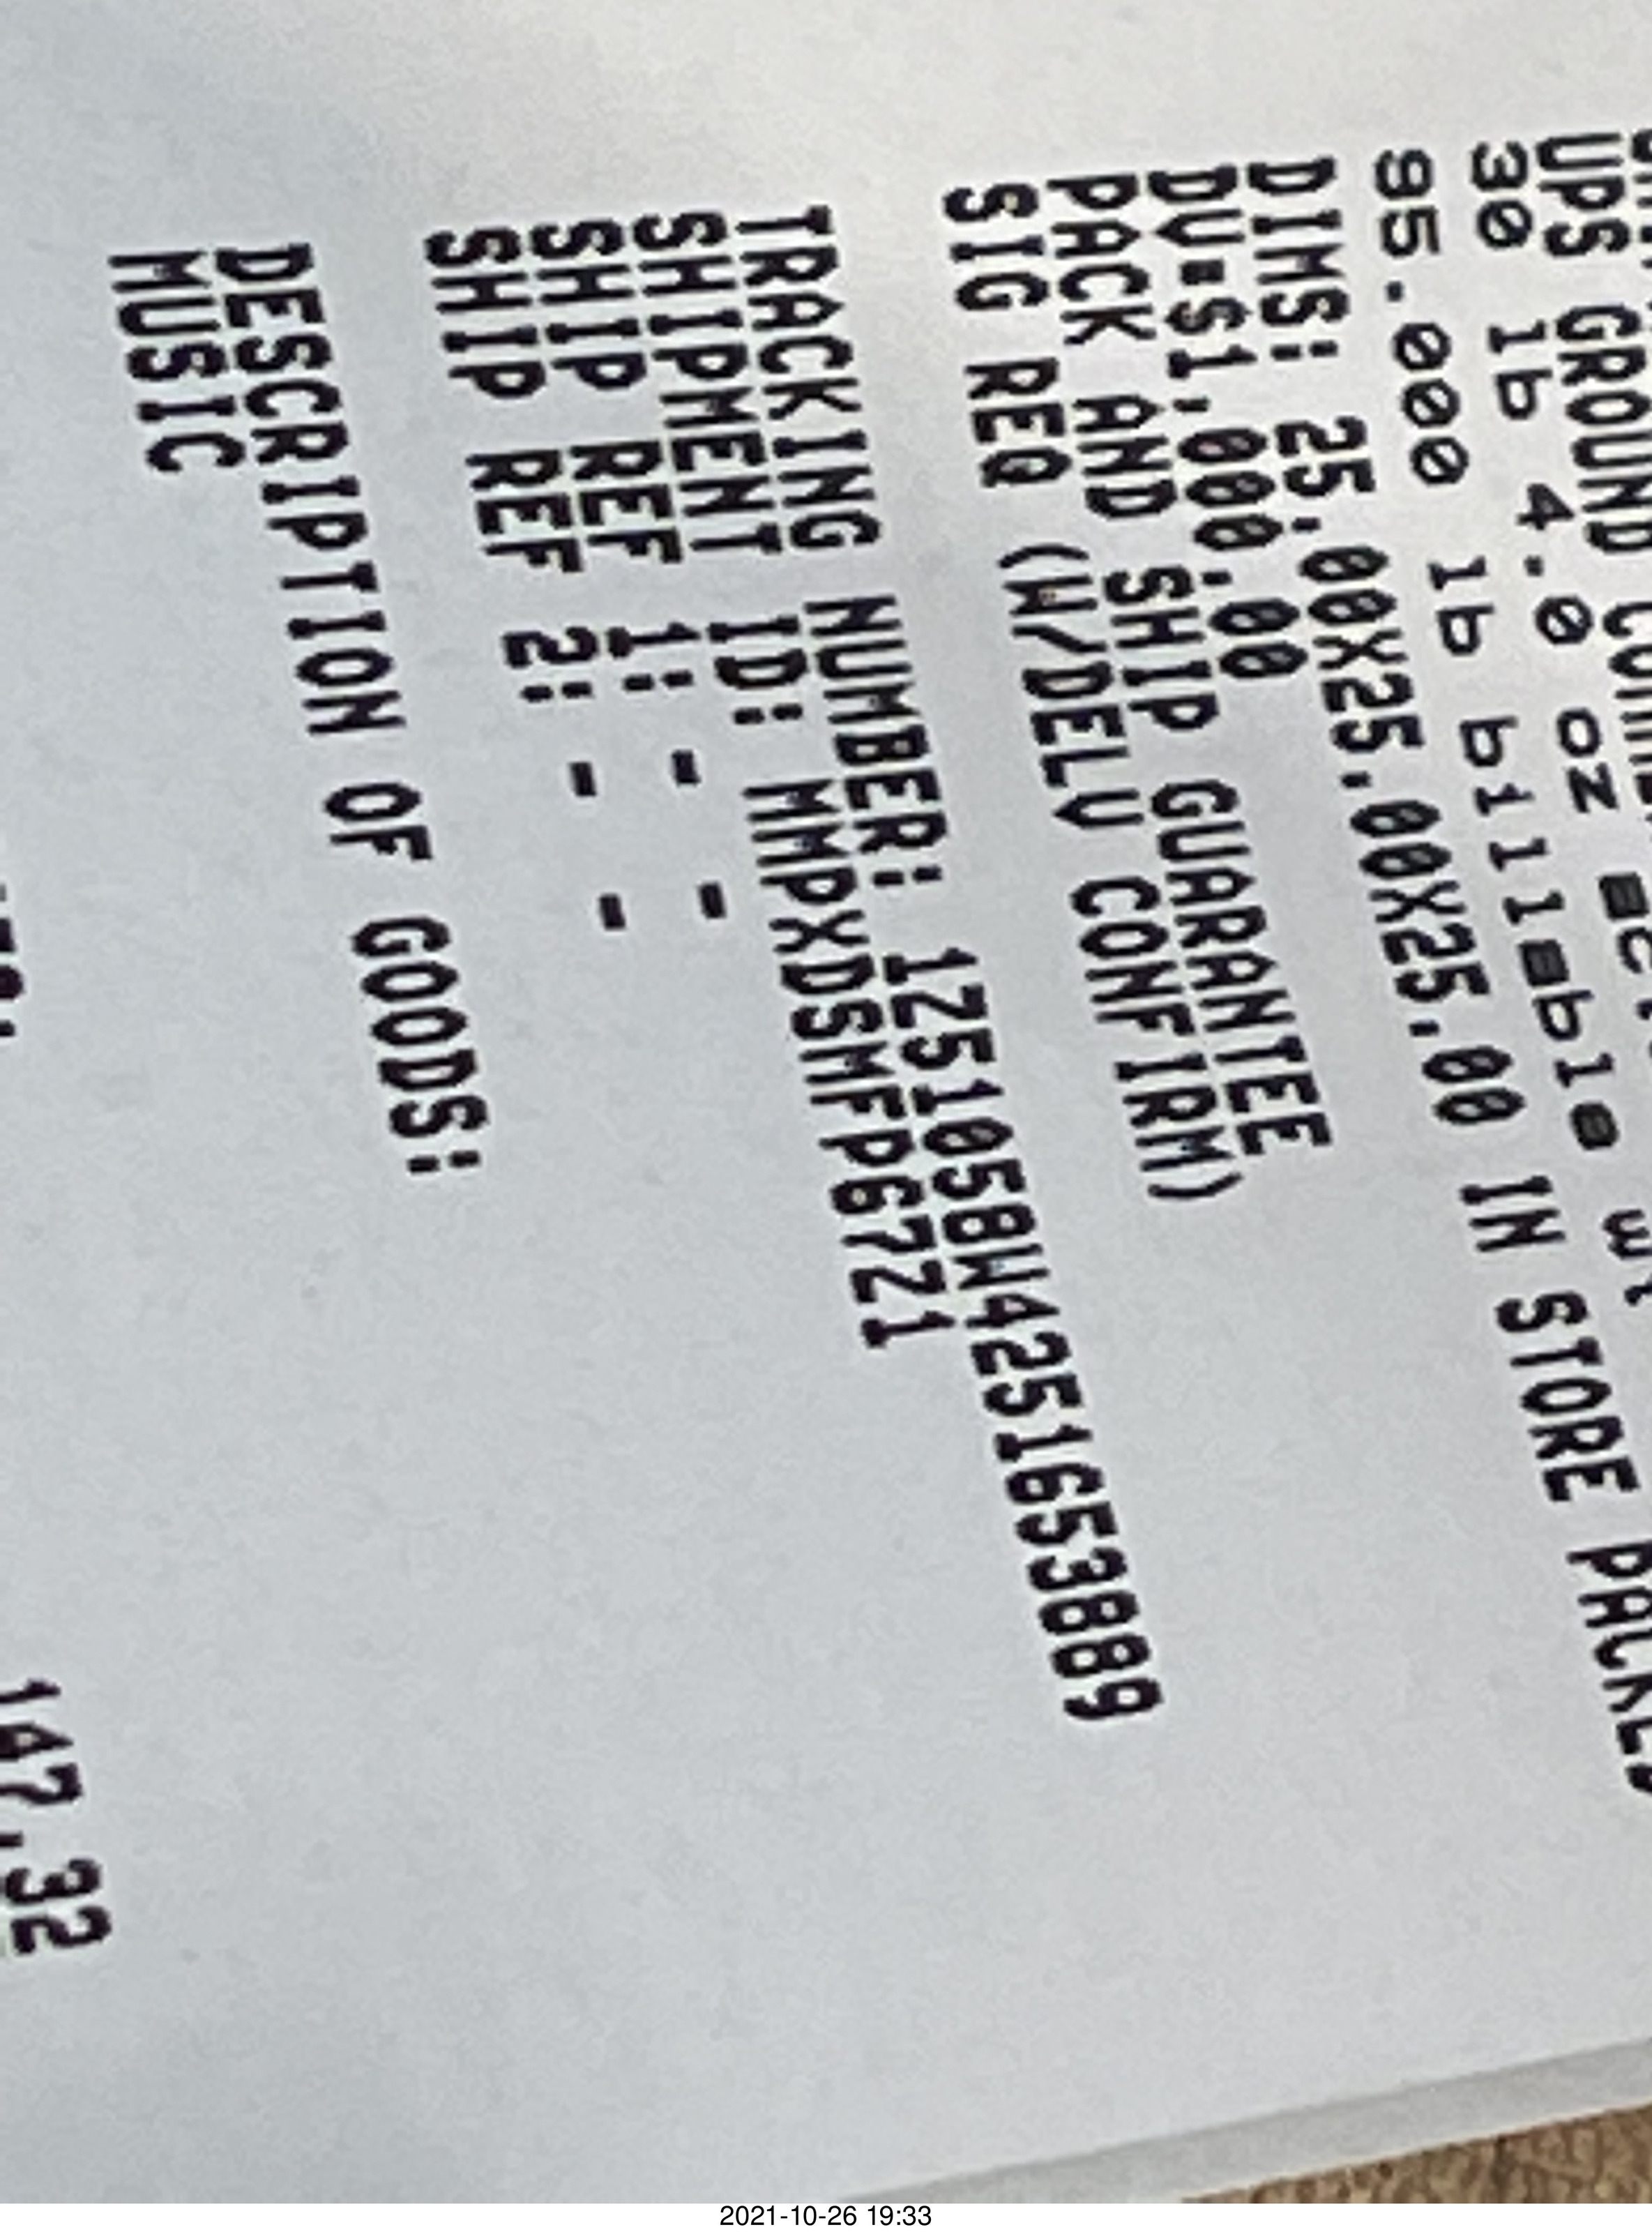 UPS GROUND
30 lb 4.0 oz
95.000 lb billable
DIMS: 25.00X25.00X25.00 IN STORE
DV-$1,000.00
PACK AND SHIP GUARANTEE
SIG REQ (W/DELV CONFIRM)
TRACKING NUMBER: 1Z51058W4251653889
SHIPMENT ID: MMPXDSMFP6721
SHIP REF 1: - -
SHIP REF 2: - -
DESCRIPTION OF GOODS:
MUSIC
147.32
2021-10-26 19:33